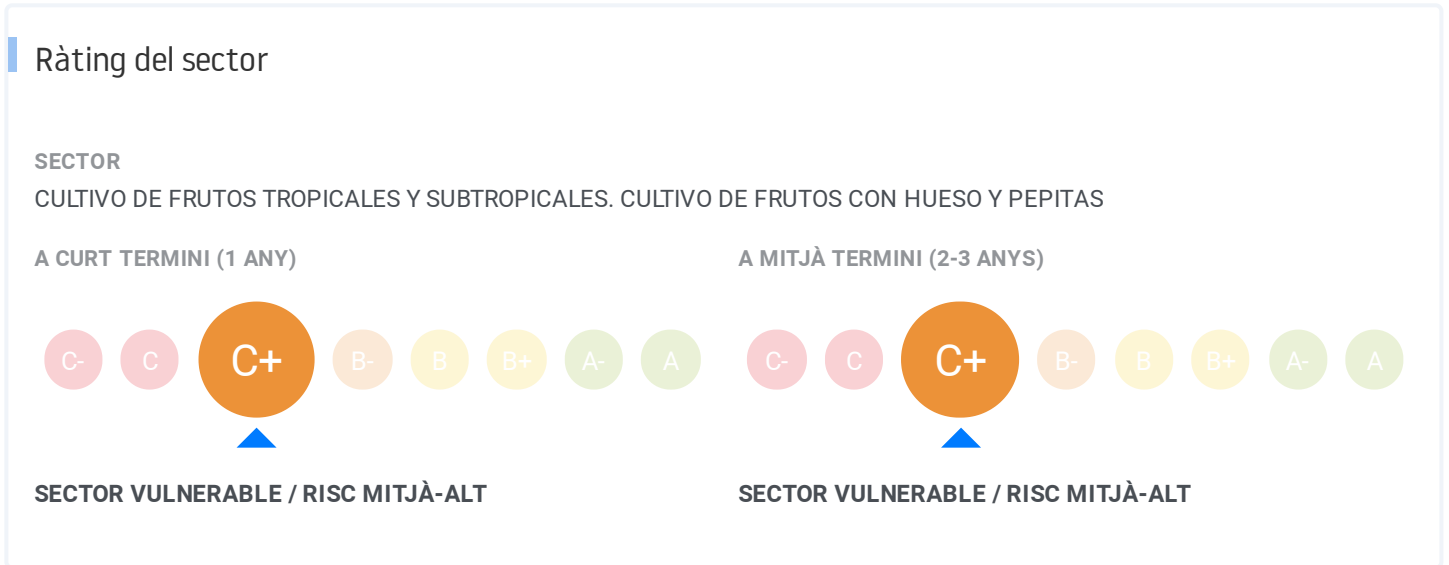 Ràting del sector
SECTOR
CULTIVO DE FRUTOS TROPICALES Y SUBTROPICALES. CULTIVO DE FRUTOS CON HUESO Y PEPITAS
A CURT TERMINI (1 ANY)
C- C C+ B- B B+ A- A
SECTOR VULNERABLE / RISC MITJÀ-ALT
A MITJÀ TERMINI (2-3 ANYS)
C- C C+ B- B B+ A- A
SECTOR VULNERABLE / RISC MITJÀ-ALT